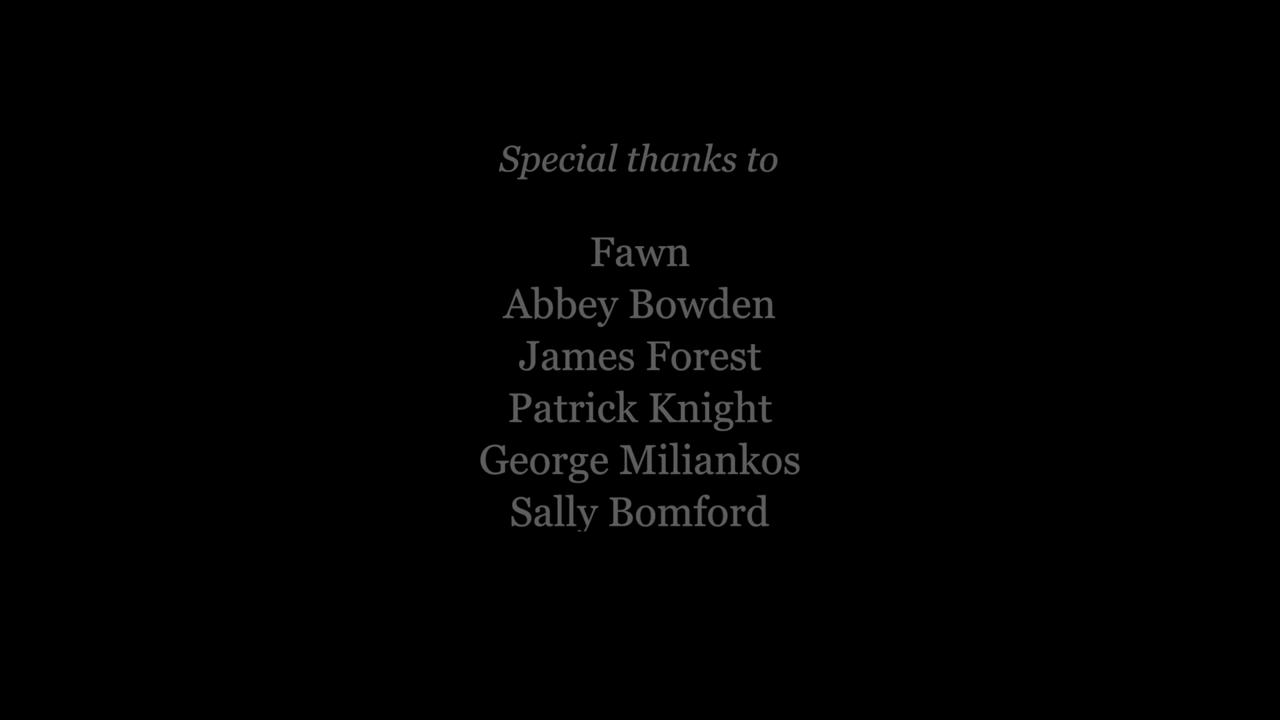 Special thanks to
Fawn
Abbey Bowden
James Forest
Patrick Knight
George Miliankos
Sally Bomford